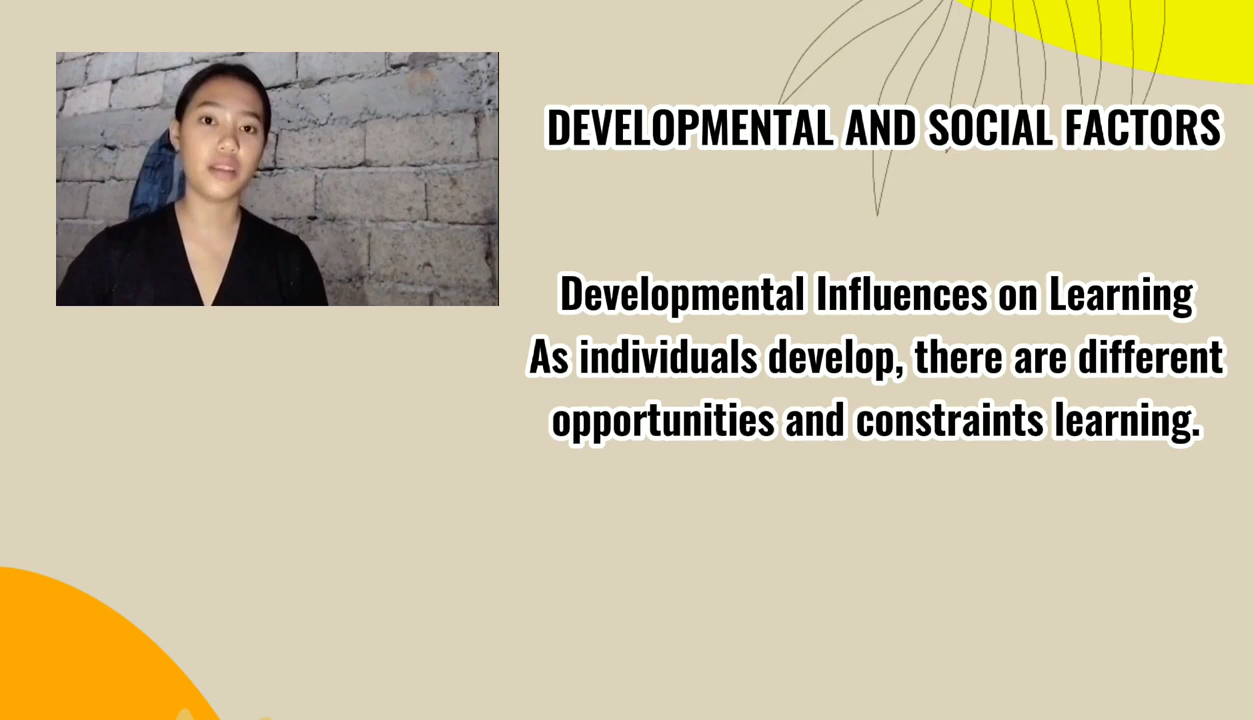 DEVELOPMENTAL AND SOCIAL FACTORS
Developmental Influences on Learning
As individuals develop, there are different
opportunities and constraints learning.